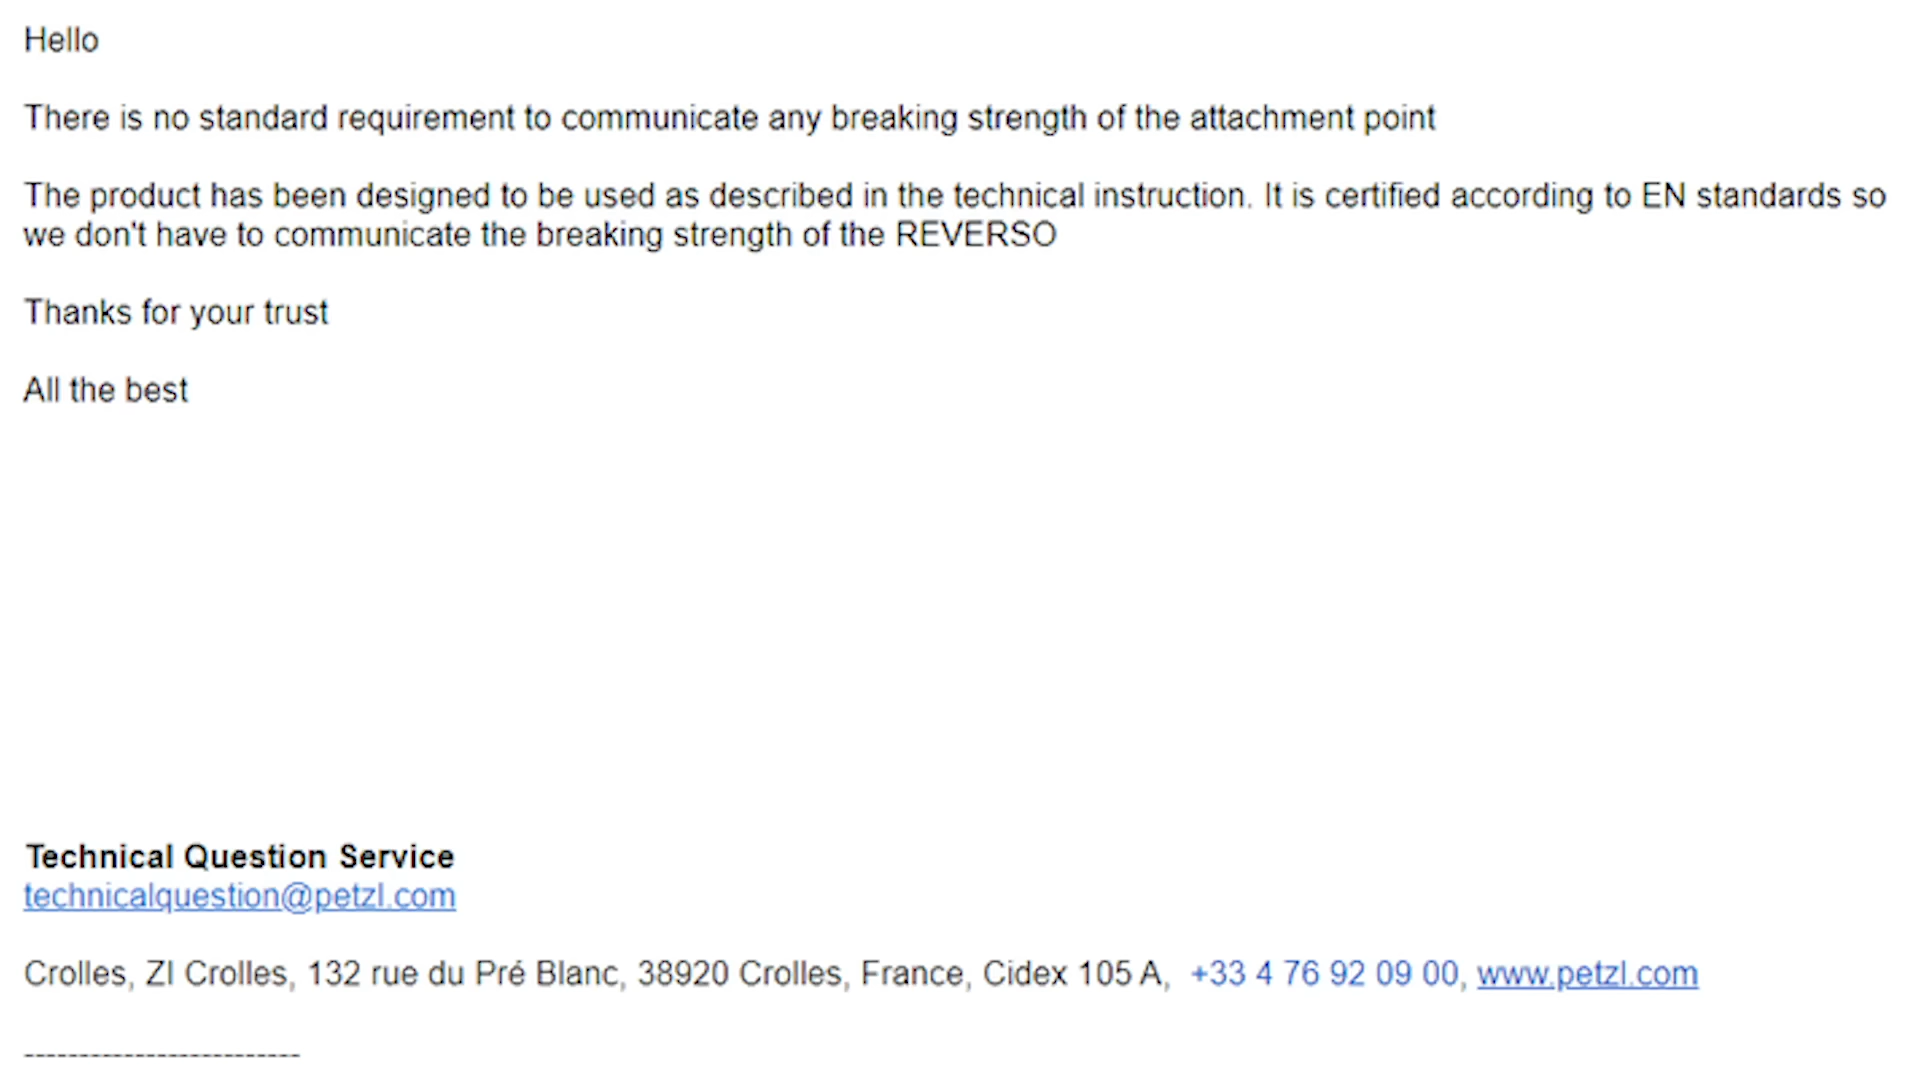 Hello
There is no standard requirement to communicate any breaking strength of the attachment point
The product has been designed to be used as described in the technical instruction. It is certified according to EN standards so
we don't have to communicate the breaking strength of the REVERSO
Thanks for your trust
All the best
Technical Question Service
technicalquestion@petzl.com
Crolles, ZI Crolles, 132 rue du Pré Blanc, 38920 Crolles, France, Cidex 105 A, +33 4 76 92 09 00, www.petzl.com
-------------------------